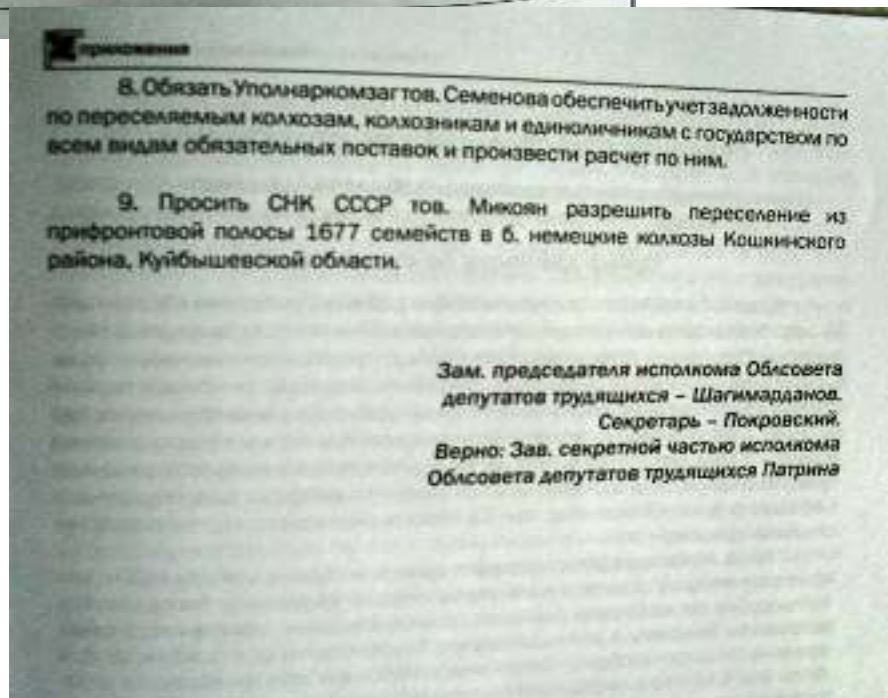 приложения
8. Обязать Уполнаркомзаг тов. Семенова обеспечить учет задолженности
по переселяемым колхозам, колхозникам и единоличникам с государством по
всем видам обязательных поставок и произвести расчет по ним.
9. Просить СНК СССР тов. Микоян разрешить переселение из
прифронтовой полосы 1677 семейств в б. немецкие колхозы Кошкинского
района, Куйбышевской области.
Зам. председателя исполкома Облсовета
депутатов трудящихся – Шагимарданов.
Секретарь – Покровский.
Верно: Зав. секретной частью исполкома
Облсовета депутатов трудящихся Патрина